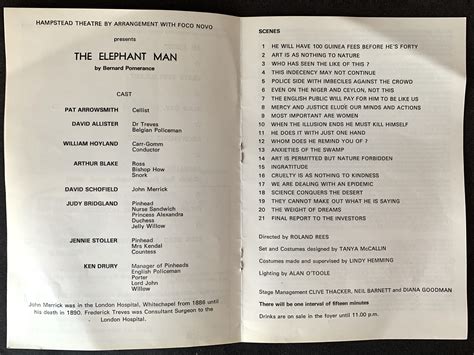 HAMPSTEAD THEATRE BY ARRANGEMENT WITH FOCO NOVO
presents
THE ELEPHANT MAN
by Bernard Pomerance
CAST
PAT ARROWSMITH Cellist
DAVID ALLISTER Dr Treves
Belgian Policeman
WILLIAM HOYLAND Carr-Gomm
Conductor
ARTHUR BLAKE Ross
Bishop How
Snork
DAVID SCHOFIELD John Merrick
JUDY BRIDGLAND Pinhead
Nurse Sandwich
Princess Alexandra
Duchess
Jelly Willow
JENNIE STOLLER Pinhead
Mrs Kendal
Countess
KEN DRURY Manager of Pinheads
English Policeman
Porter
Lord John
Willow
John Merrick was in the London Hospital, Whitechapel from 1886 until
his death in 1890. Frederick Treves was Consultant Surgeon to the
London Hospital.
SCENES
1 HE WILL HAVE 100 GUINEA FEES BEFORE HE'S FORTY
2 ART IS AS NOTHING TO NATURE
3 WHO HAS SEEN THE LIKE OF THIS ?
4 THIS INDECENCY MAY NOT CONTINUE
5 POLICE SIDE WITH IMBECILES AGAINST THE CROWD
6 EVEN ON THE NIGER AND CEYLON, NOT THIS
7 THE ENGLISH PUBLIC WILL PAY FOR HIM TO BE LIKE US
8 MERCY AND JUSTICE ELUDE OUR MINDS AND ACTIONS
9 MOST IMPORTANT ARE WOMEN
10 WHEN THE ILLUSION ENDS HE MUST KILL HIMSELF
11 HE DOES IT WITH JUST ONE HAND
12 WHOM DOES HE REMIND YOU OF ?
13 ANXIETIES OF THE SWAMP
14 ART IS PERMITTED BUT NATURE FORBIDDEN
15 INGRATITUDE
16 CRUELTY IS AS NOTHING TO KINDNESS
17 WE ARE DEALING WITH AN EPIDEMIC
18 SCIENCE CONQUERS THE DESERT
19 THEY CANNOT MAKE OUT WHAT HE IS SAYING
20 THE WEIGHT OF DREAMS
21 FINAL REPORT TO THE INVESTORS
Directed by ROLAND REES
Set and Costumes designed by TANYA McCALLIN
Costumes made and supervised by LINDY HEMMING
Lighting by ALAN O'TOOLE
Stage Management CLIVE THACKER, NEIL BARNETT and DIANA GOODMAN
There will be one interval of fifteen minutes
Drinks are on sale in the foyer until 11.00 p.m.